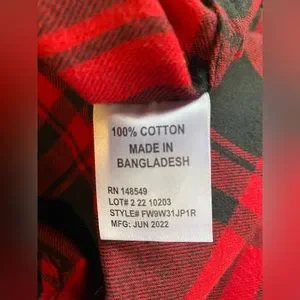 100% COTTON
MADE IN
BANGLADESH
RN 148549
LOT# 2 22 10203
STYLE# FW9W31JP1R
MFG: JUN 2022